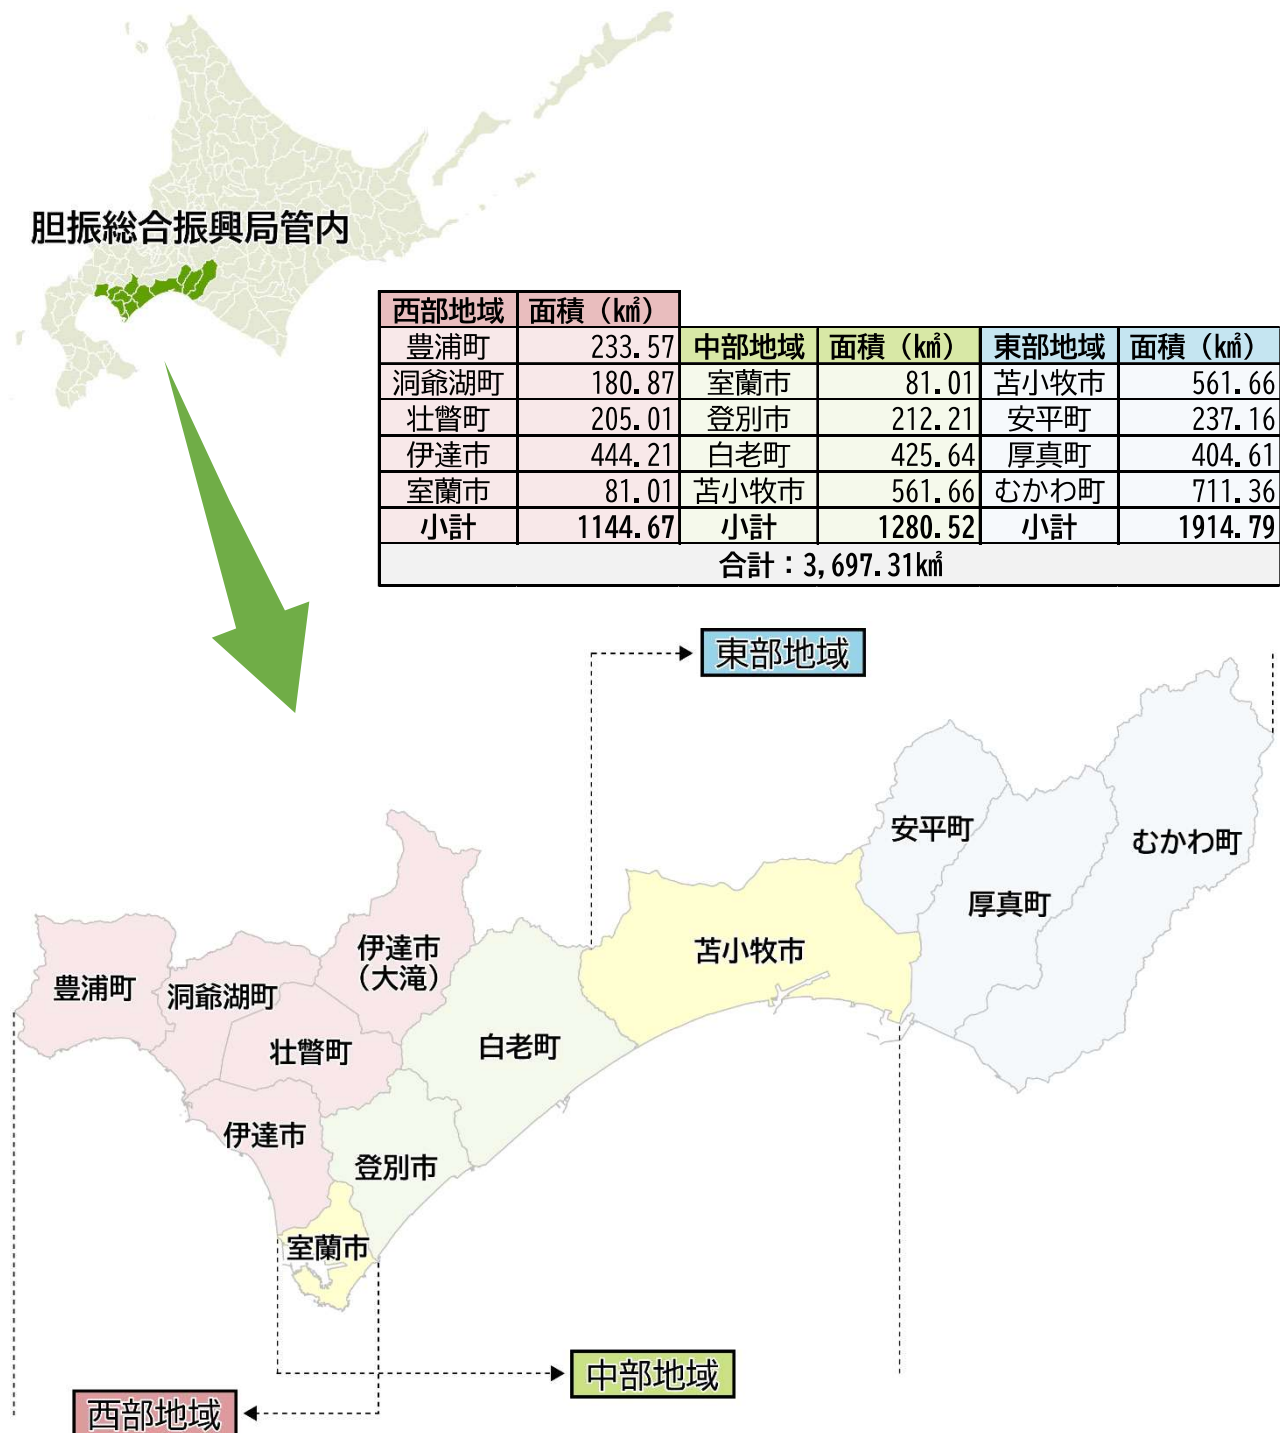 胆振総合振興局管内
西部地域 面積（㎢）
豊浦町 233.57 中部地域 面積（㎢） 東部地域 面積（㎢）
洞爺湖町 180.87 室蘭市 81.01 苫小牧市 561.66
壮瞥町 205.01 登別市 212.21 安平町 237.16
伊達市 444.21 白老町 425.64 厚真町 404.61
室蘭市 81.01 苫小牧市 561.66 むかわ町 711.36
小計 1144.67 小計 1280.52 小計 1914.79
合計：3,697.31㎢
東部地域
安平町
むかわ町
厚真町
苫小牧市
伊達市
（大滝）
豊浦町
洞爺湖町
壮瞥町
白老町
伊達市
登別市
室蘭市
中部地域
西部地域